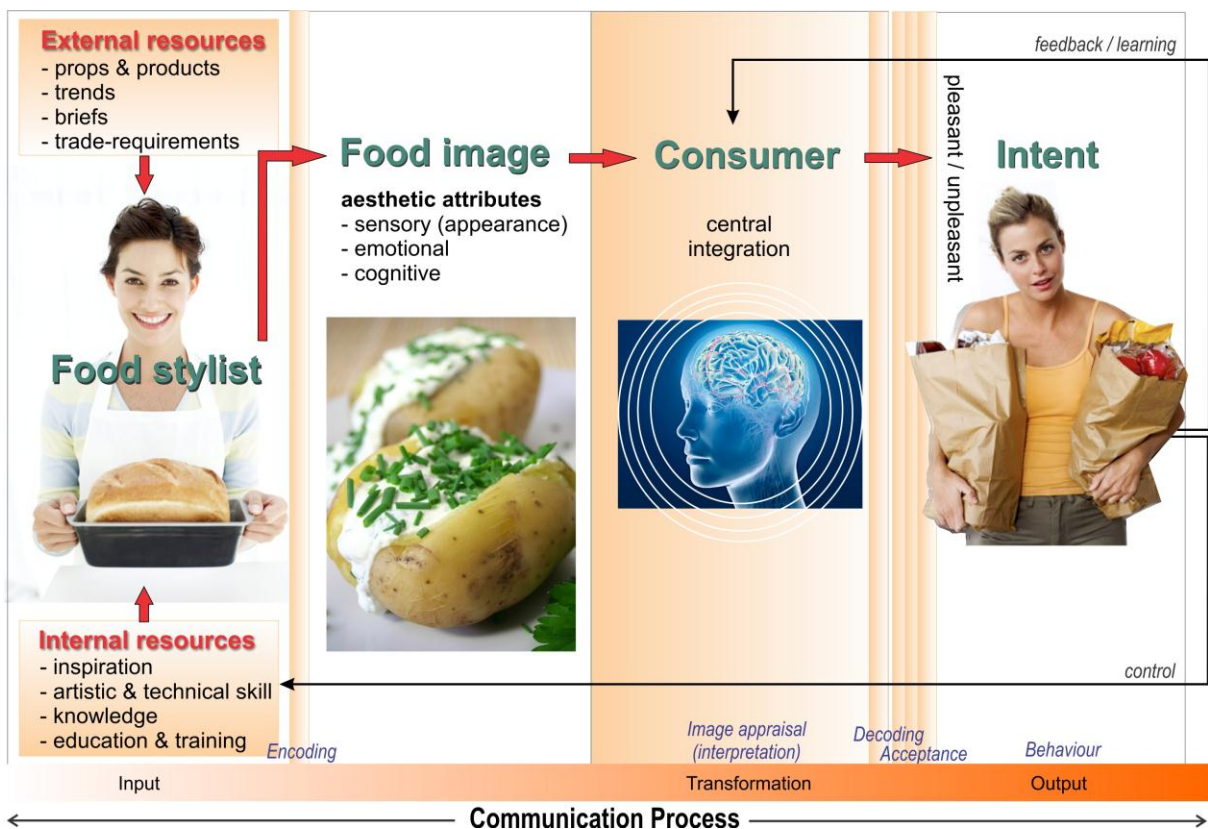 External resources
- props & products
- trends
- briefs
- trade-requirements
Food stylist
Internal resources
- inspiration
- artistic & technical skill
- knowledge
- education & training
Encoding
Food image
aesthetic attributes
- sensory (appearance)
- emotional
- cognitive
Consumer
central
integration
Image appraisal
(interpretation)
Decoding
Acceptance
pleasant / unpleasant
feedback / learning
Intent
control
Behaviour
Input
Transformation
Output
Communication Process